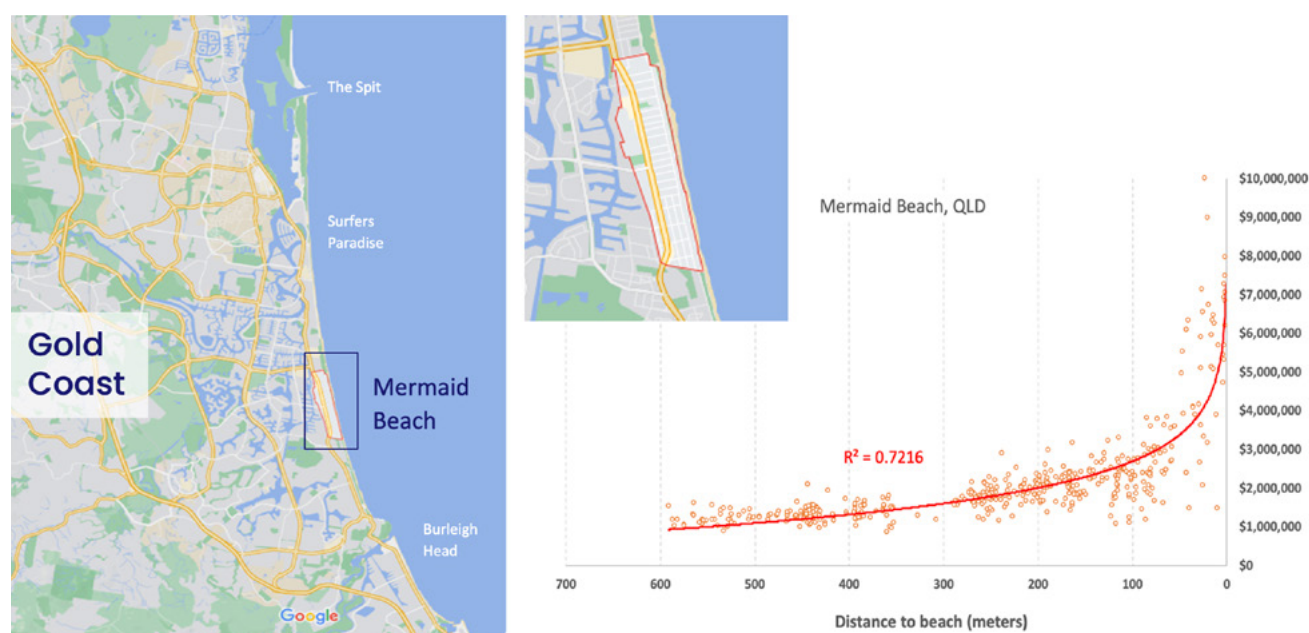 The Spit
Surfers
Paradise
Gold
Coast
Mermaid
Beach
Burleigh
Head
Google
Mermaid Beach, QLD
R² = 0.7216
$10,000,000
$9,000,000
$8,000,000
$7,000,000
$6,000,000
$5,000,000
$4,000,000
$3,000,000
$2,000,000
$1,000,000
$0
700 600 500 400 300 200 100 0
Distance to beach (meters)